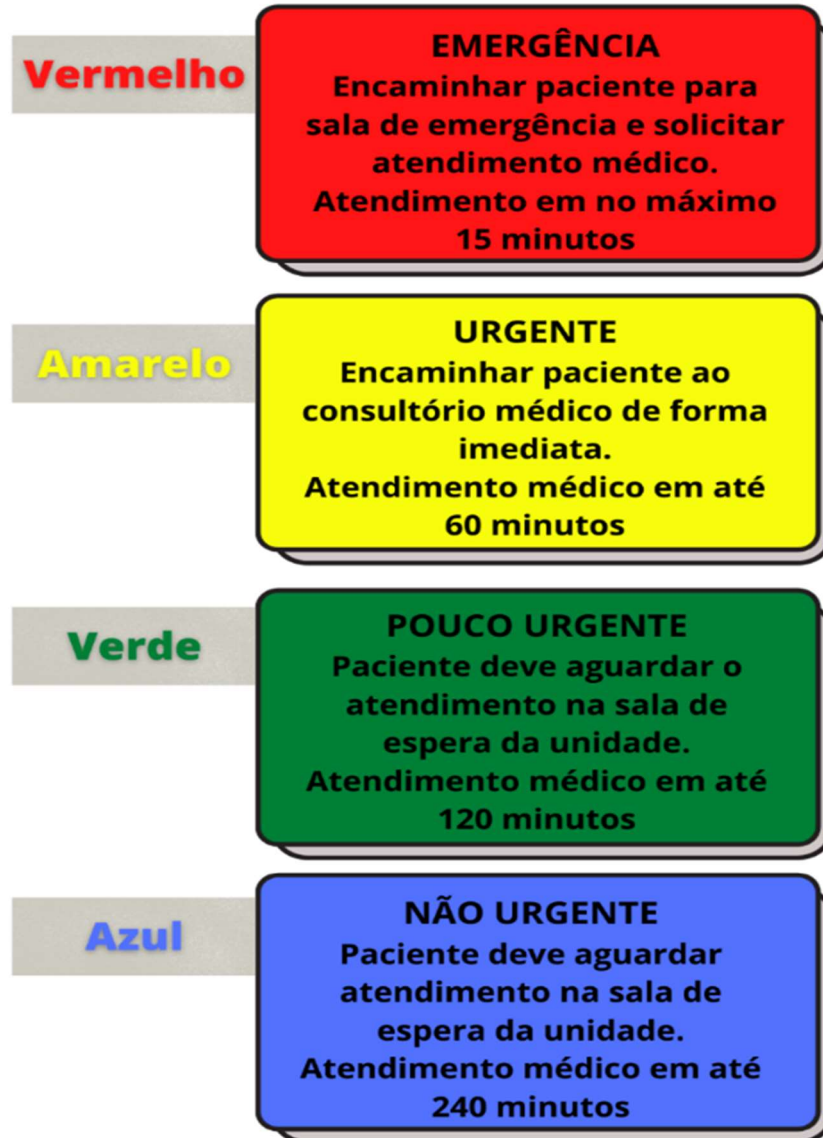 Vermelho
EMERGÊNCIA
Encaminhar paciente para
sala de emergência e solicitar
atendimento médico.
Atendimento em no máximo
15 minutos
Amarelo
URGENTE
Encaminhar paciente ao
consultório médico de forma
imediata.
Atendimento médico em até
60 minutos
Verde
POUCO URGENTE
Paciente deve aguardar o
atendimento na sala de
espera da unidade.
Atendimento médico em até
120 minutos
Azul
NÃO URGENTE
Paciente deve aguardar
atendimento na sala de
espera da unidade.
Atendimento médico em até
240 minutos